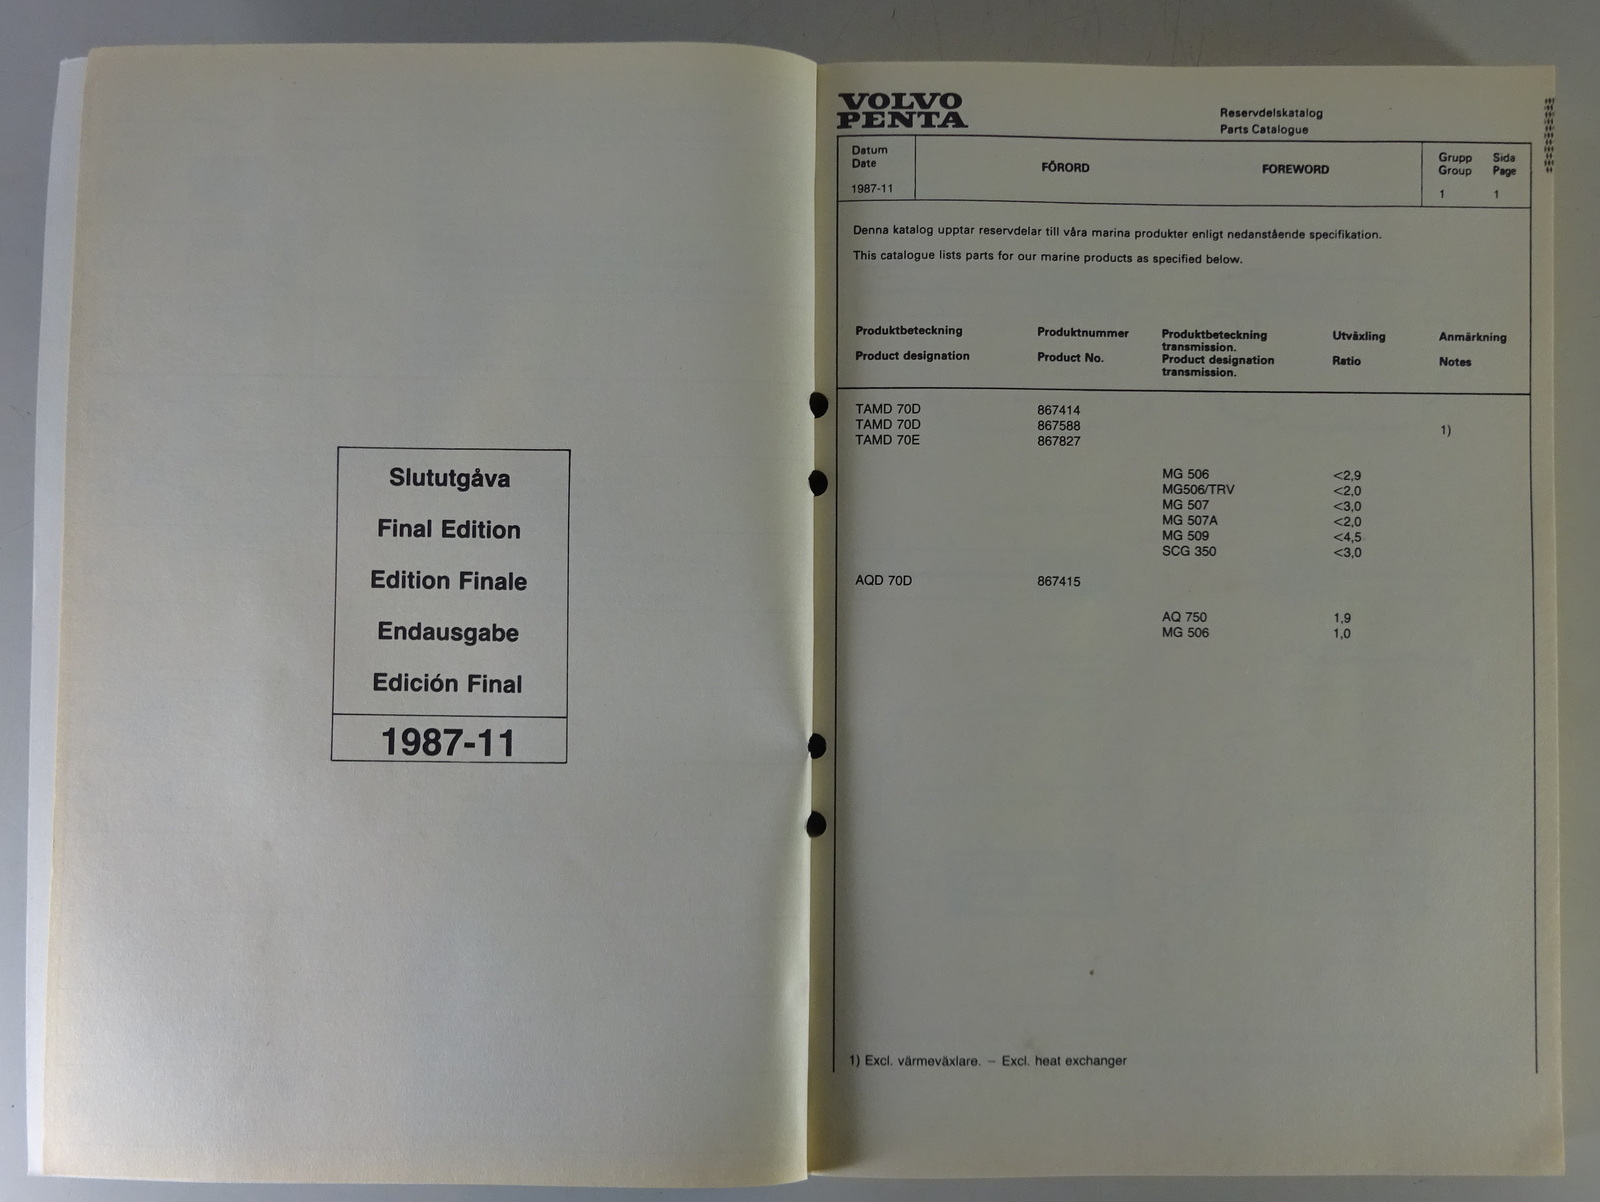 Slututgåva
Final Edition
Edition Finale
Endausgabe
Edición Final
1987-11
VOLVO
PENTA
Reservdelskatalog
Parts Catalogue
Datum
Date
1987-11
FÖRORD
FOREWORD
Grupp
Group
1
Sida
Page
1
Denna katalog upptar reservdelar till våra marina produkter enligt nedanstående specifikation.
This catalogue lists parts for our marine products as specified below.
Produktbeteckning Produktnummer Produktbeteckning transmission. Utväxling Anmärkning
Product designation Product No. Product designation transmission. Ratio Notes
TAMD 70D 867414
TAMD 70D 867588 1)
TAMD 70E 867827
MG 506 <2,9
MG506/TRV <2,0
MG 507 <3,0
MG 507A <2,0
MG 509 <4,5
SCG 350 <3,0
AQD 70D 867415
AQ 750 1,9
MG 506 1,0
1) Excl. värmeväxlare. – Excl. heat exchanger